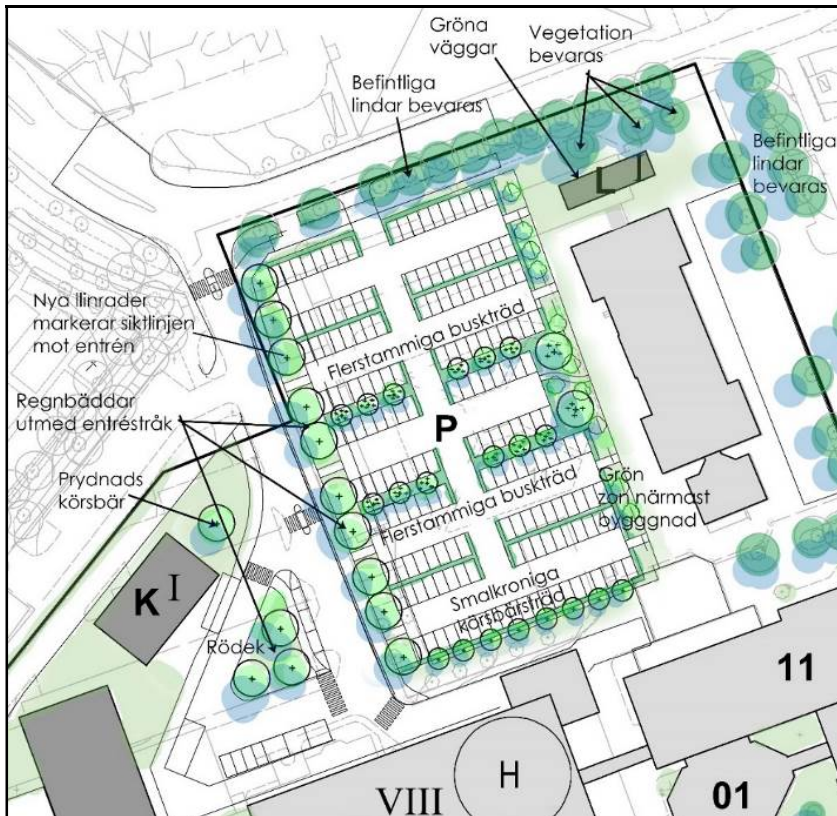 Gröna
väggar
Vegetation
bevaras
Befintliga
lindar bevaras
Befintliga
lindar
bevaras
L I
Nya llinrader
markerar siktlinjen
mot entrén
Flerstammiga buskträd
Regnbäddar
utmed entréstråk
P
Prydnads
körsbär
Flerstammiga buskträd
Grön
zon närmast
bygggnad
K I
Smalkroniga
körsbärsträd
Rödek
11
H
VIII
01